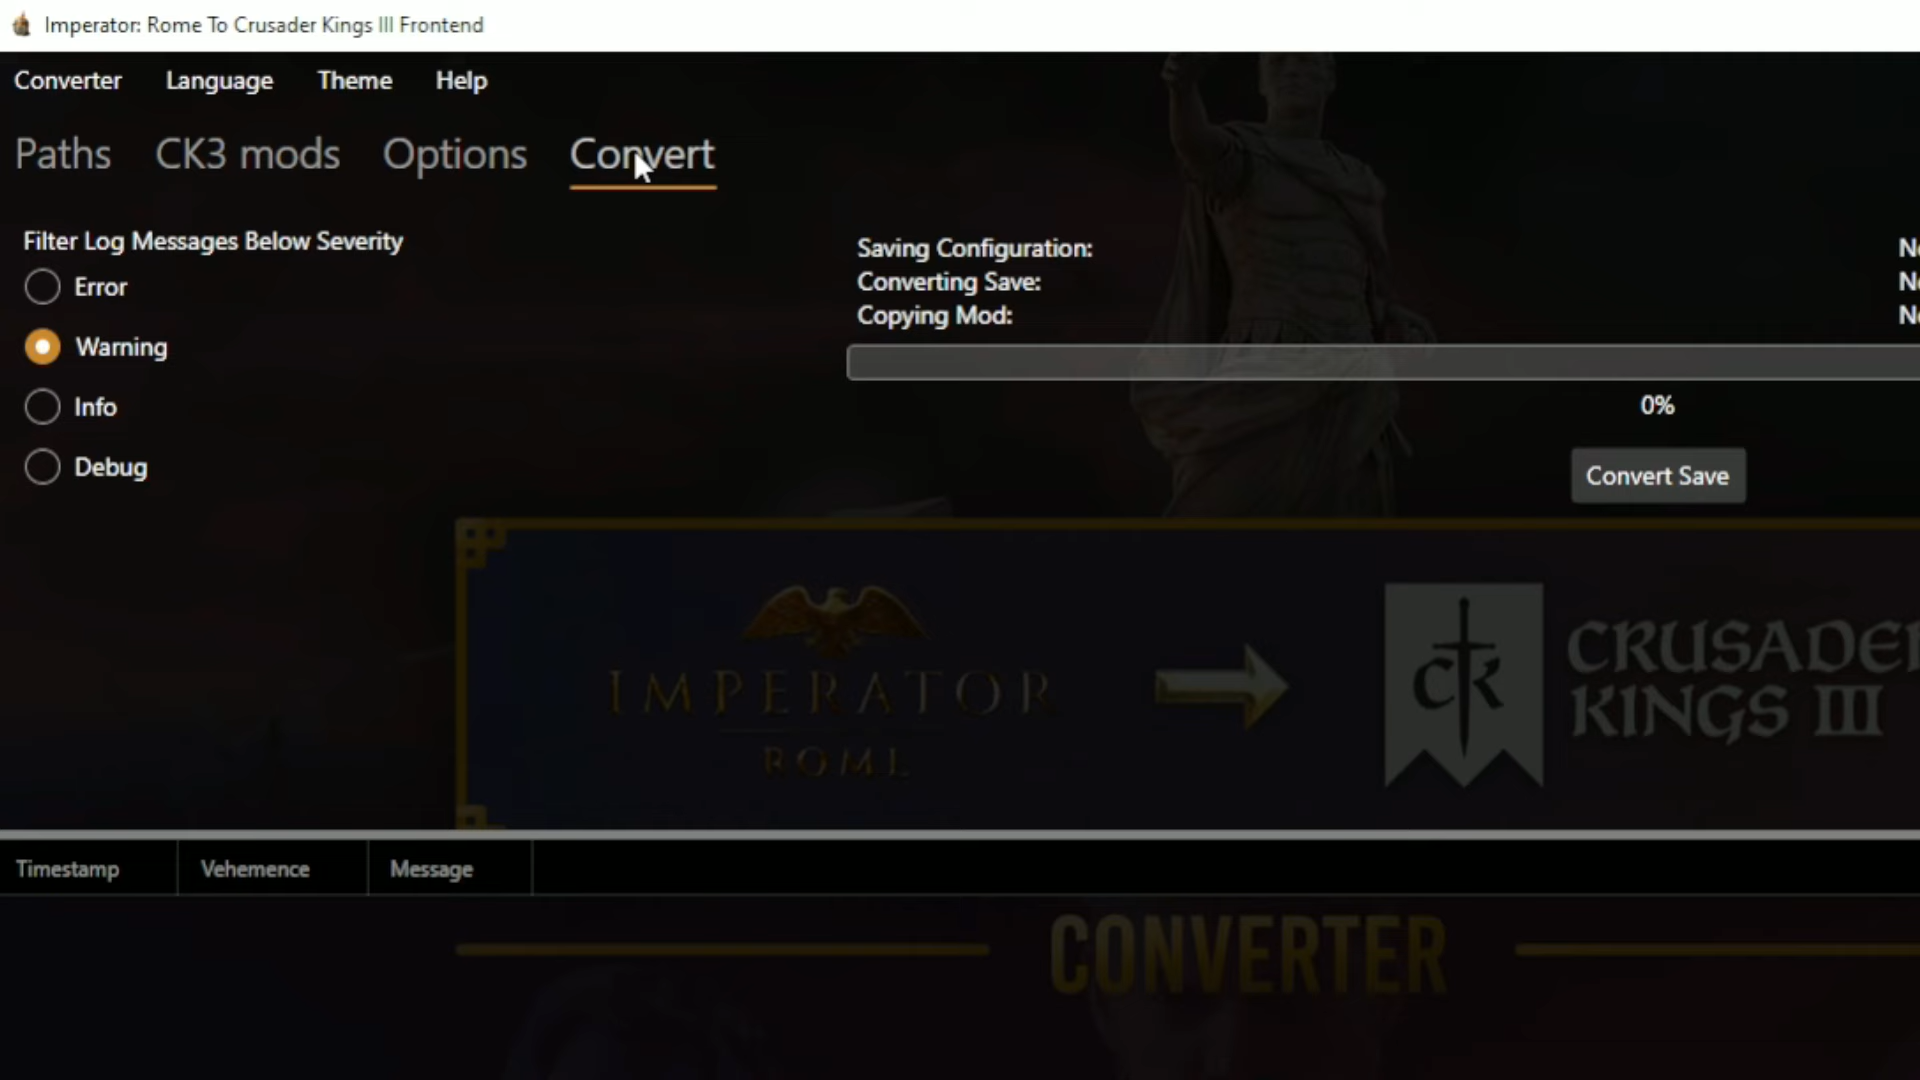 Imperator: Rome To Crusader Kings III Frontend
Converter Language Theme Help
Paths CK3 mods Options Convert
Filter Log Messages Below Severity
Error
Warning
Info
Debug
Saving Configuration:
Converting Save:
Copying Mod:
0%
Convert Save
IMPERATOR
ROME
CK
CRUSADER
KINGS III
Timestamp Vehemence Message
CONVERTER